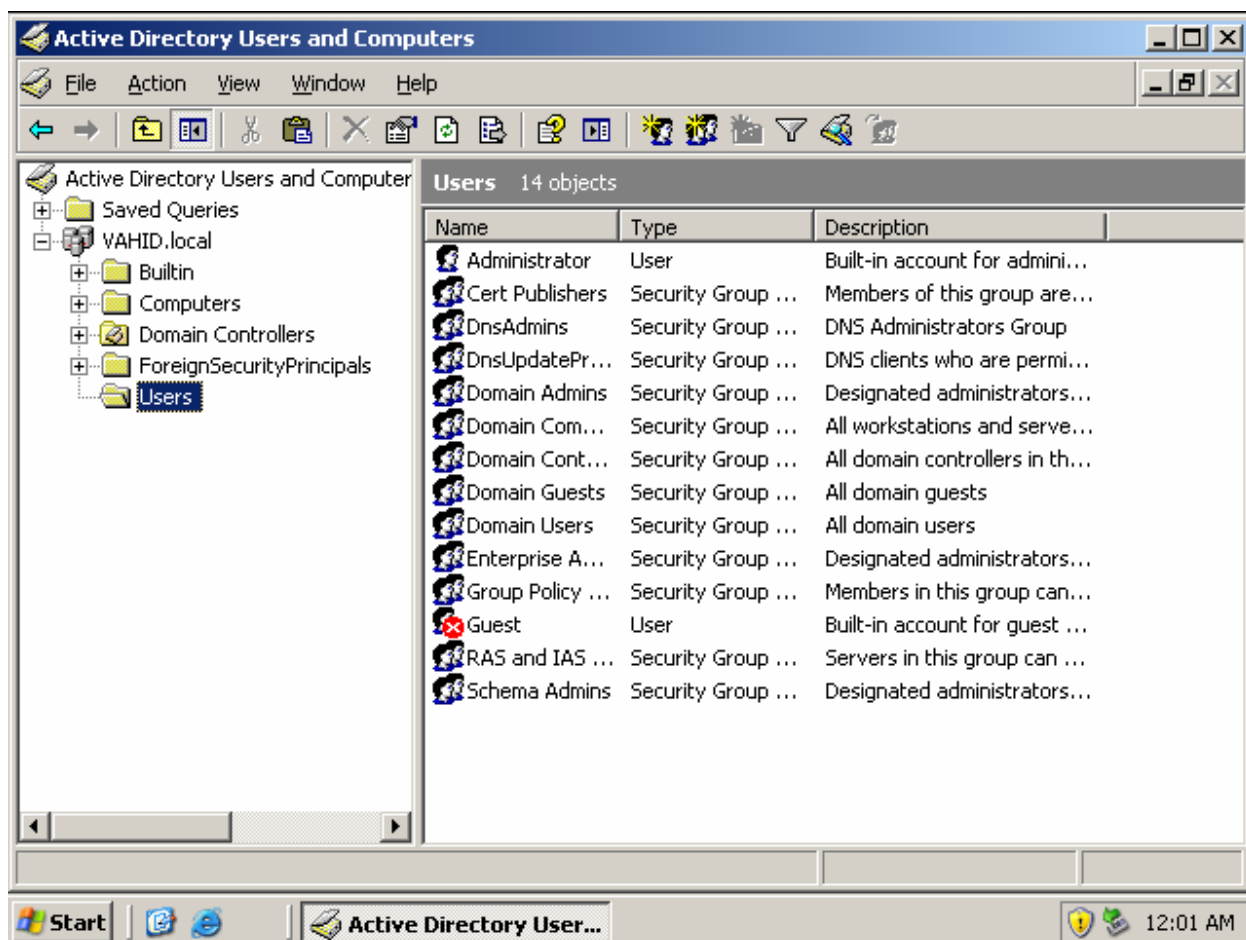 Active Directory Users and Computers
File Action View Window Help
Active Directory Users and Computer
Saved Queries
VAHID.local
Builtin
Computers
Domain Controllers
ForeignSecurityPrincipals
Users
Users 14 objects
Name Type Description
Administrator User Built-in account for admini...
Cert Publishers Security Group ... Members of this group are...
DnsAdmins Security Group ... DNS Administrators Group
DnsUpdatePr... Security Group ... DNS clients who are permi...
Domain Admins Security Group ... Designated administrators...
Domain Com... Security Group ... All workstations and serve...
Domain Cont... Security Group ... All domain controllers in th...
Domain Guests Security Group ... All domain guests
Domain Users Security Group ... All domain users
Enterprise A... Security Group ... Designated administrators...
Group Policy ... Security Group ... Members in this group can...
Guest User Built-in account for guest ...
RAS and IAS ... Security Group ... Servers in this group can ...
Schema Admins Security Group ... Designated administrators...
Start Active Directory User... 12:01 AM